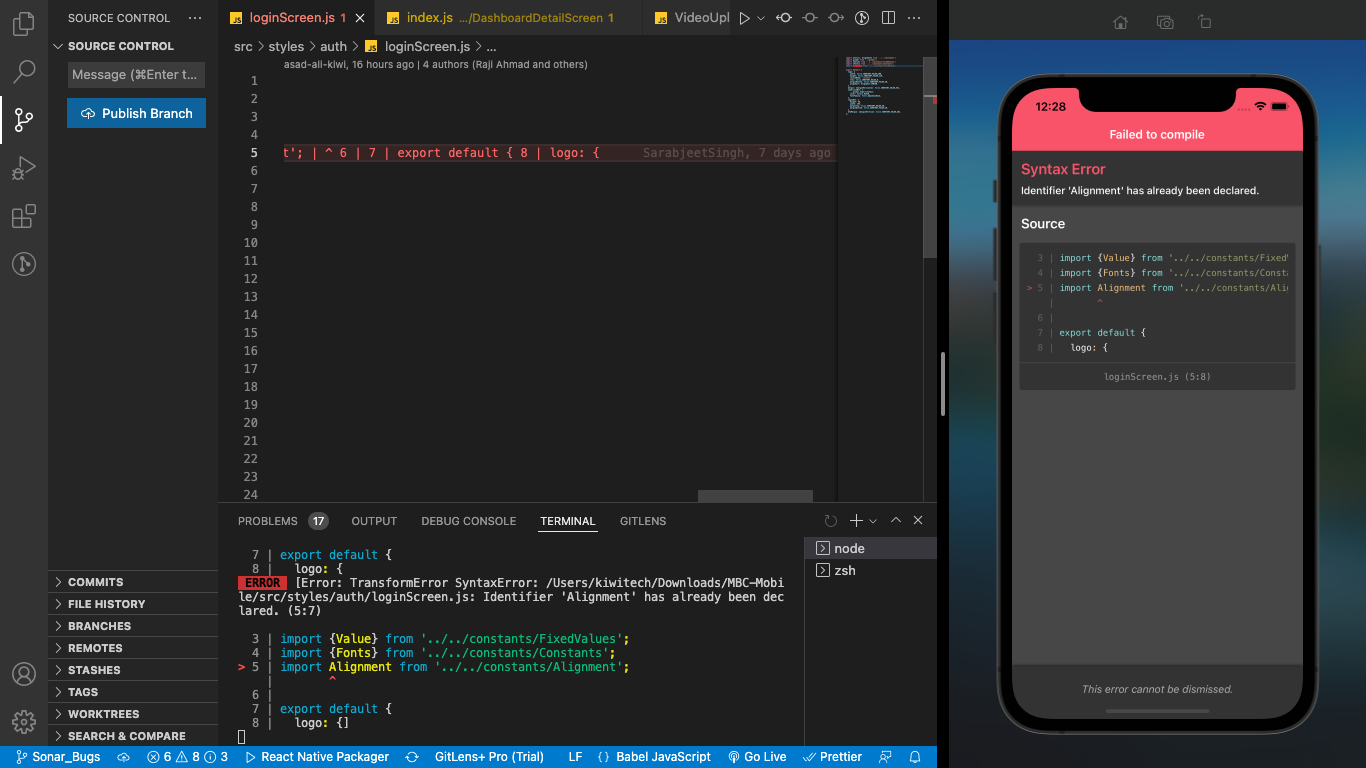 SOURCE CONTROL
SOURCE CONTROL
Message (⌘Enter t...
Publish Branch
COMMITS
FILE HISTORY
BRANCHES
REMOTES
STASHES
TAGS
WORKTREES
SEARCH & COMPARE
JS loginScreen.js 1
JS index.js .../DashboardDetailScreen 1
JS VideoUpl
src > styles > auth > JS loginScreen.js > ...
asad-ali-kiwi, 16 hours ago | 4 authors (Raji Ahmad and others)
1
2
3
4
5 t'; | ^ 6 | 7 | export default { 8 | logo: { SarabjeetSingh, 7 days ago
6
7
8
9
10
11
12
13
14
15
16
17
18
19
20
21
22
23
24
PROBLEMS 17 OUTPUT DEBUG CONSOLE TERMINAL GITLENS
7 | export default {
8 | logo: {
ERROR [Error: TransformError SyntaxError: /Users/kiwitech/Downloads/MBC-Mobi
le/src/styles/auth/loginScreen.js: Identifier 'Alignment' has already been dec
lared. (5:7)
3 | import {Value} from '../../constants/FixedValues';
4 | import {Fonts} from '../../constants/Constants';
> 5 | import Alignment from '../../constants/Alignment';
| ^
6 |
7 | export default {
8 | logo: {]
node
zsh
Sonar_Bugs 6 8 3 React Native Packager GitLens+ Pro (Trial) LF {} Babel JavaScript Go Live Prettier
12:28
Failed to compile
Syntax Error
Identifier 'Alignment' has already been declared.
Source
3 | import {Value} from '../../constants/Fixed
4 | import {Fonts} from '../../constants/Const
> 5 | import Alignment from '../../constants/Ali
| ^
6 |
7 | export default {
8 | logo: {
loginScreen.js (5:8)
This error cannot be dismissed.